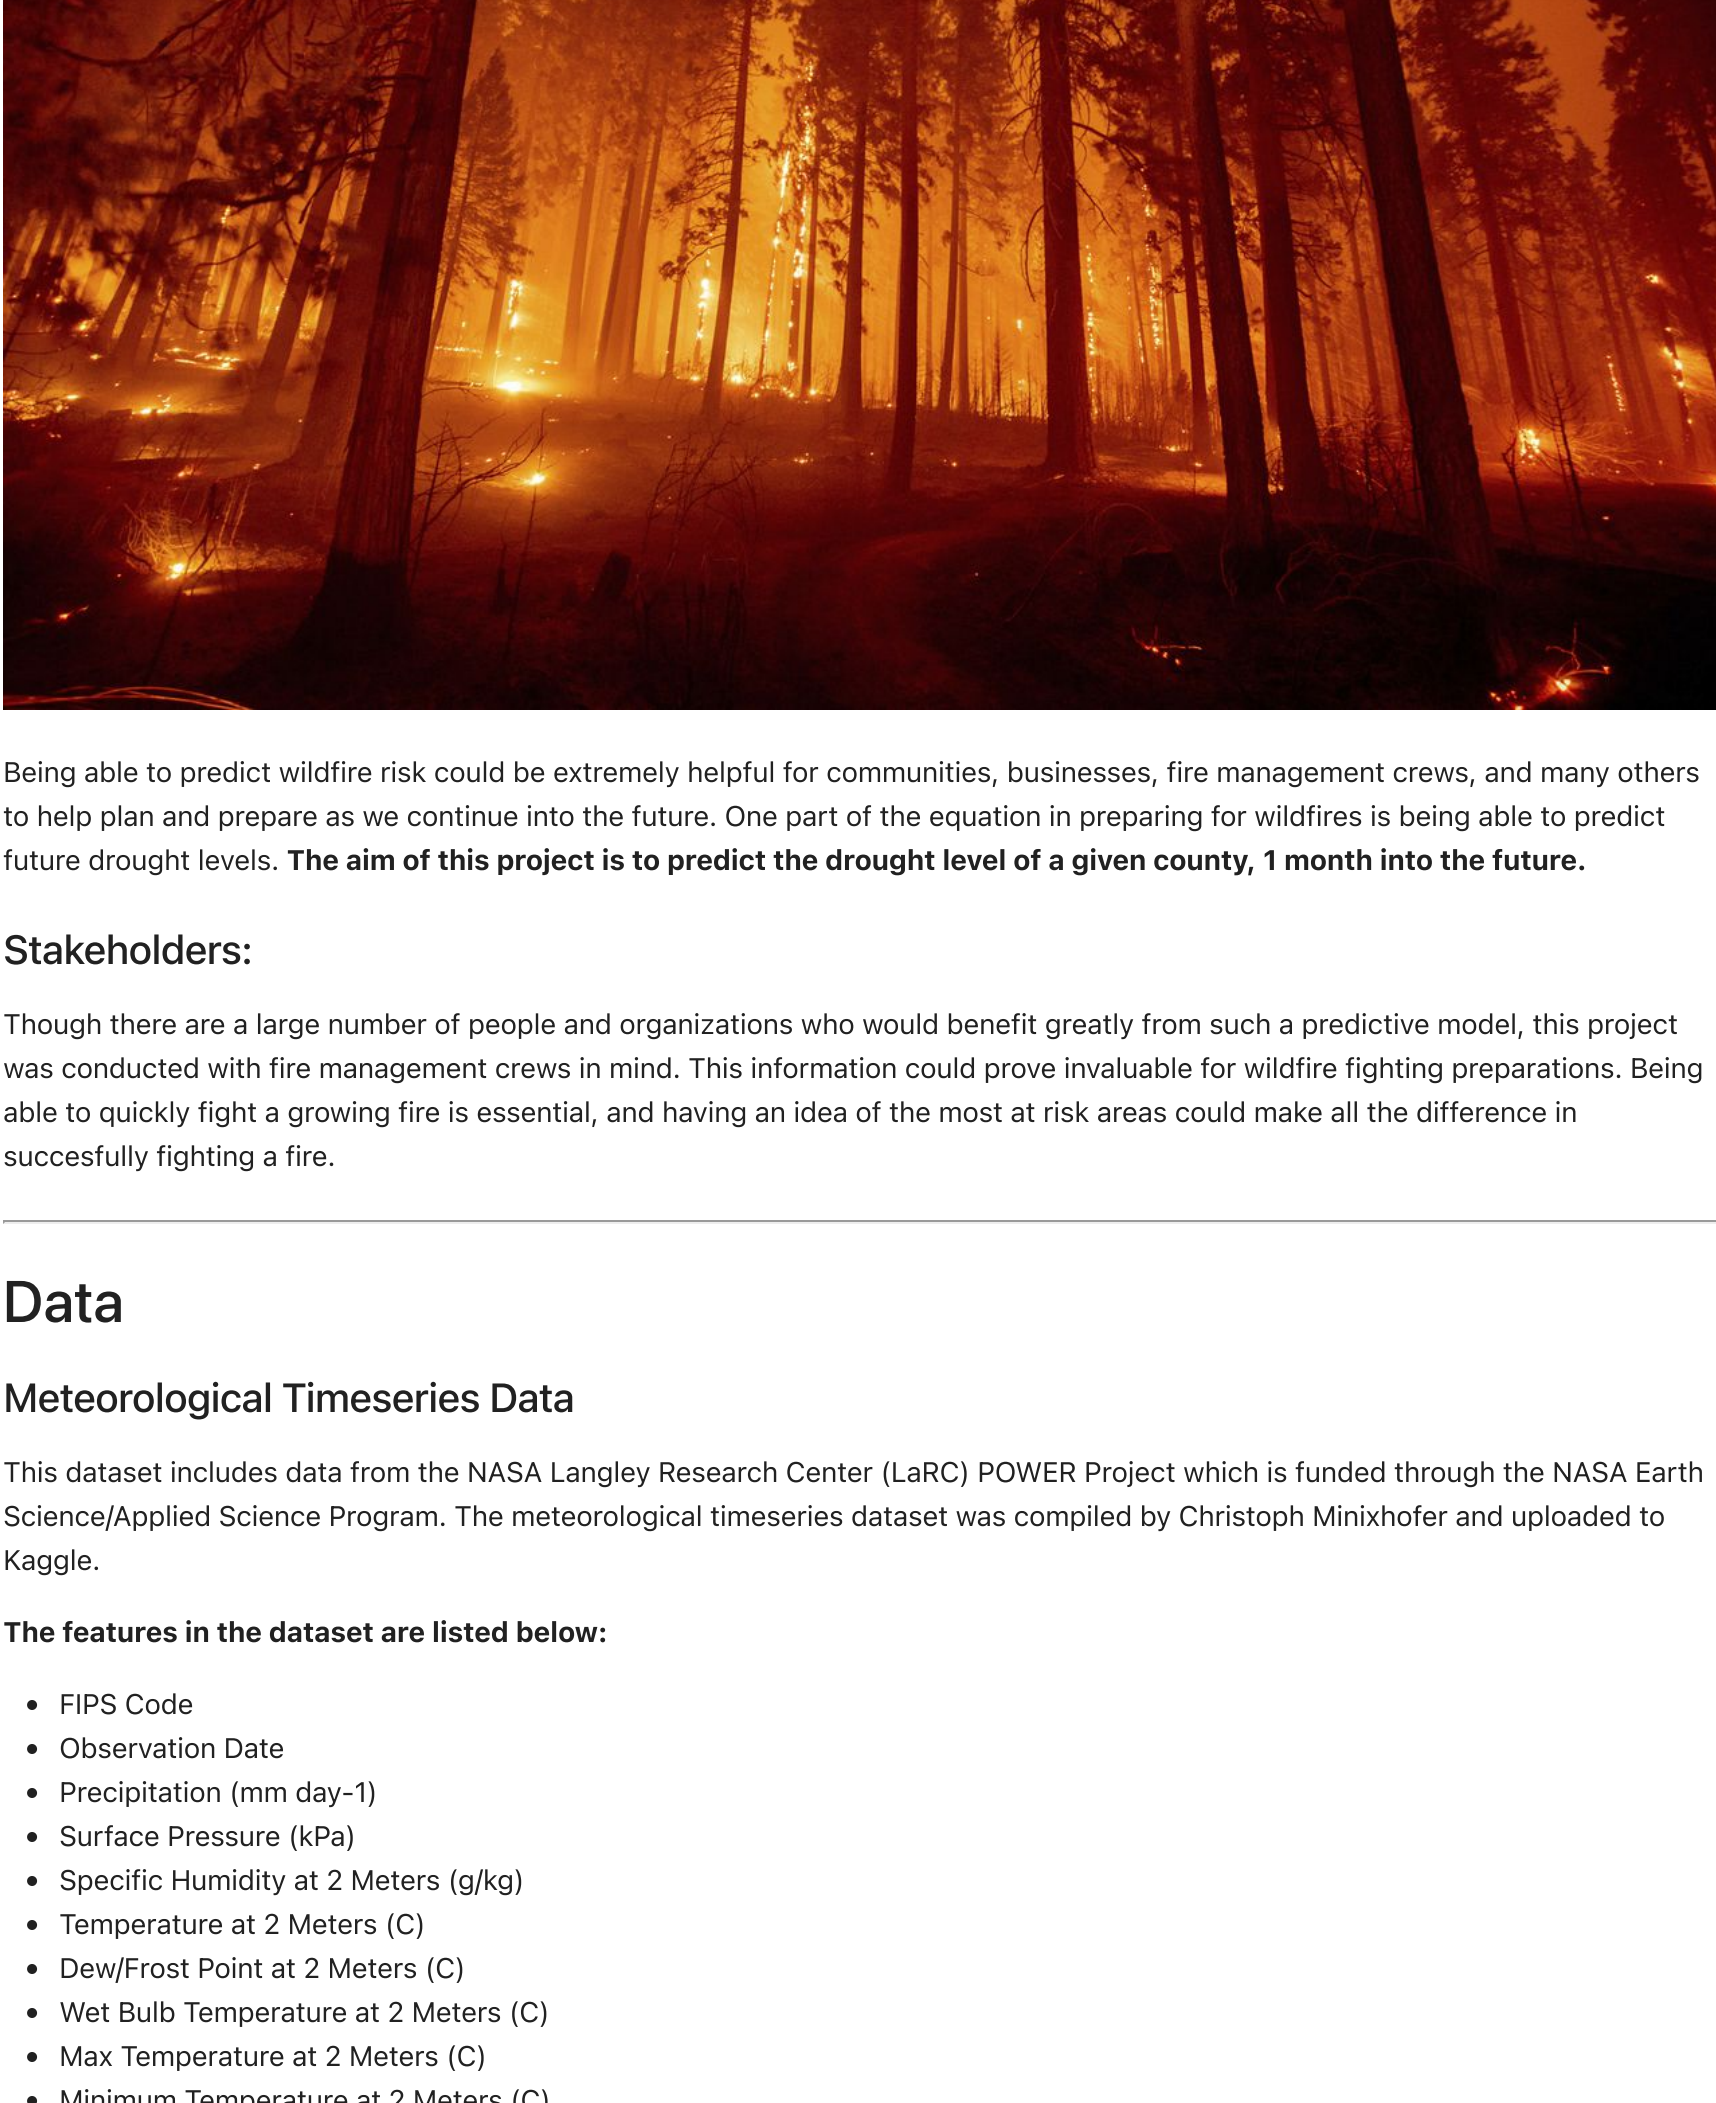 Being able to predict wildfire risk could be extremely helpful for communities, businesses, fire management crews, and many others
to help plan and prepare as we continue into the future. One part of the equation in preparing for wildfires is being able to predict
future drought levels. The aim of this project is to predict the drought level of a given county, 1 month into the future.
Stakeholders:
Though there are a large number of people and organizations who would benefit greatly from such a predictive model, this project
was conducted with fire management crews in mind. This information could prove invaluable for wildfire fighting preparations. Being
able to quickly fight a growing fire is essential, and having an idea of the most at risk areas could make all the difference in
succesfully fighting a fire.
Data
Meteorological Timeseries Data
This dataset includes data from the NASA Langley Research Center (LaRC) POWER Project which is funded through the NASA Earth
Science/Applied Science Program. The meteorological timeseries dataset was compiled by Christoph Minixhofer and uploaded to
Kaggle.
The features in the dataset are listed below:
• FIPS Code
• Observation Date
• Precipitation (mm day-1)
• Surface Pressure (kPa)
• Specific Humidity at 2 Meters (g/kg)
• Temperature at 2 Meters (C)
• Dew/Frost Point at 2 Meters (C)
• Wet Bulb Temperature at 2 Meters (C)
• Max Temperature at 2 Meters (C)
• Minimum Temperature at 2 Meters (C)